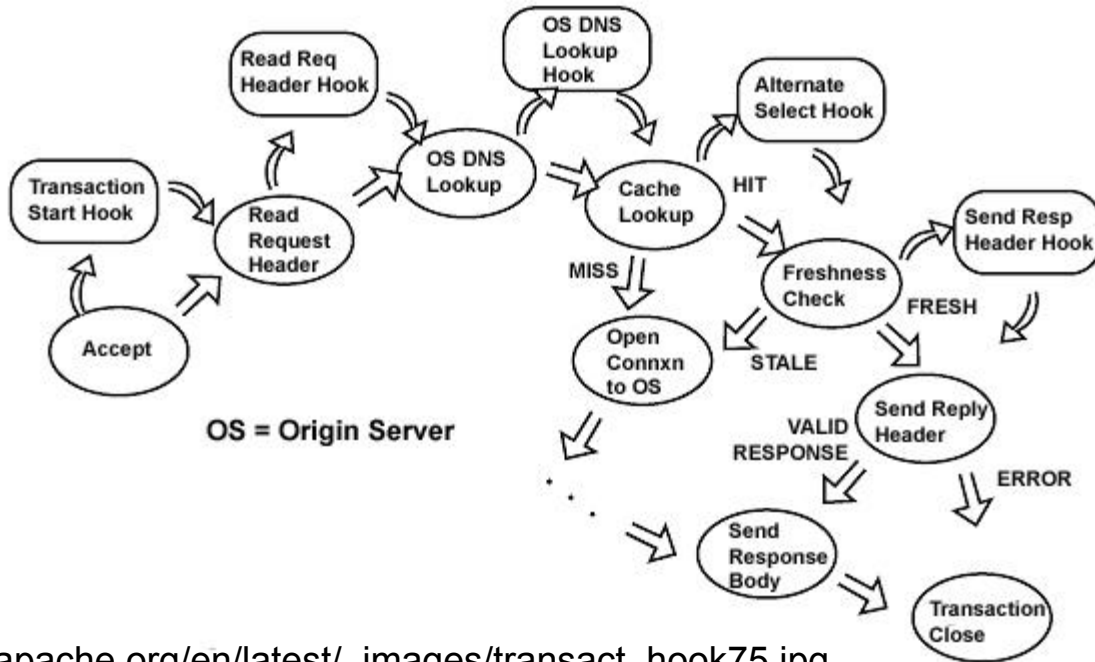 OS DNS
Lookup
Hook
Read Req
Header Hook
Alternate
Select Hook
OS DNS
Lookup
Transaction
Start Hook
Cache
Lookup
HIT
Read
Request
Header
Send Resp
Header Hook
MISS
Freshness
Check
FRESH
Accept
Open
Connxn
to OS
STALE
OS = Origin Server
Send Reply
Header
VALID
RESPONSE
ERROR
Send
Response
Body
Transaction
Close
apache.org/en/latest/_images/transact_hook75.jpg